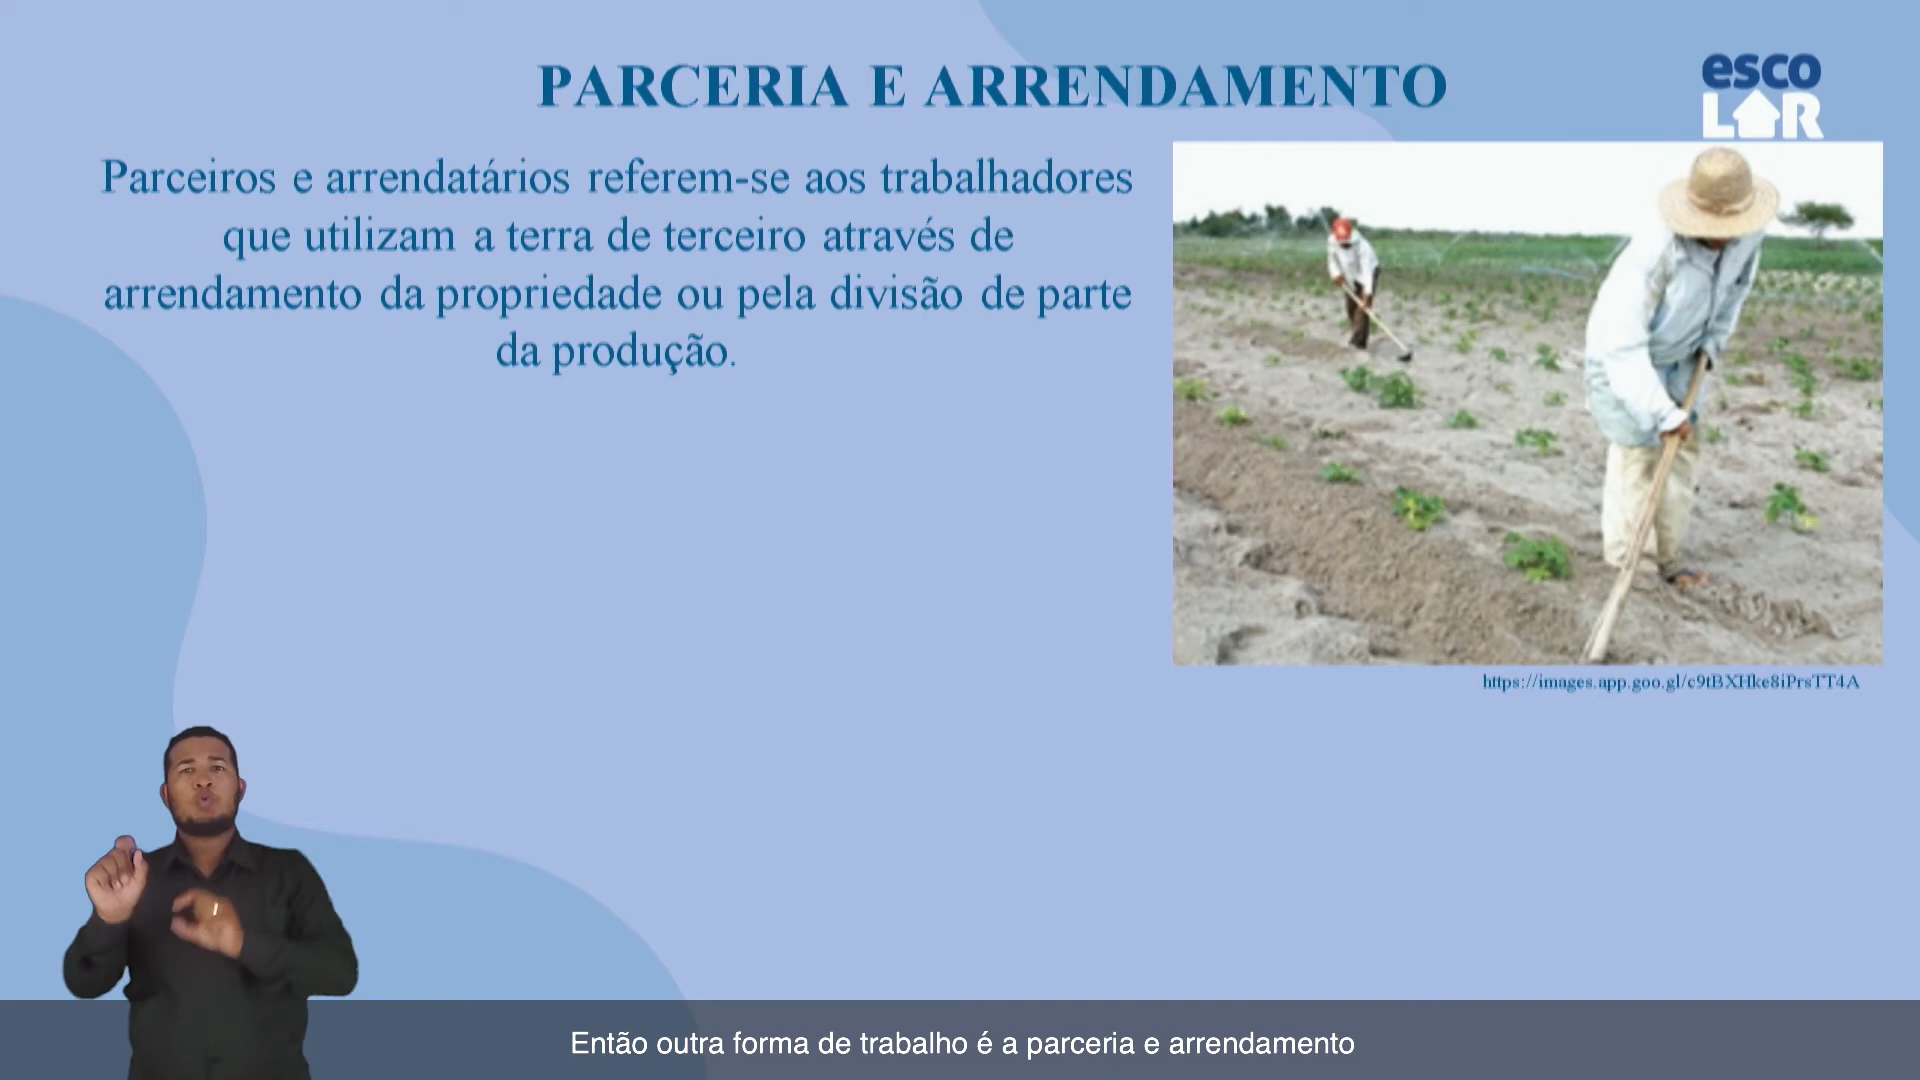 PARCERIA E ARRENDAMENTO
esco
LAR
Parceiros e arrendatários referem-se aos trabalhadores
que utilizam a terra de terceiro através de
arrendamento da propriedade ou pela divisão de parte
da produção.
https://images.app.goo.gl/c9tBXHke8iPrsTT4A
Então outra forma de trabalho é a parceria e arrendamento